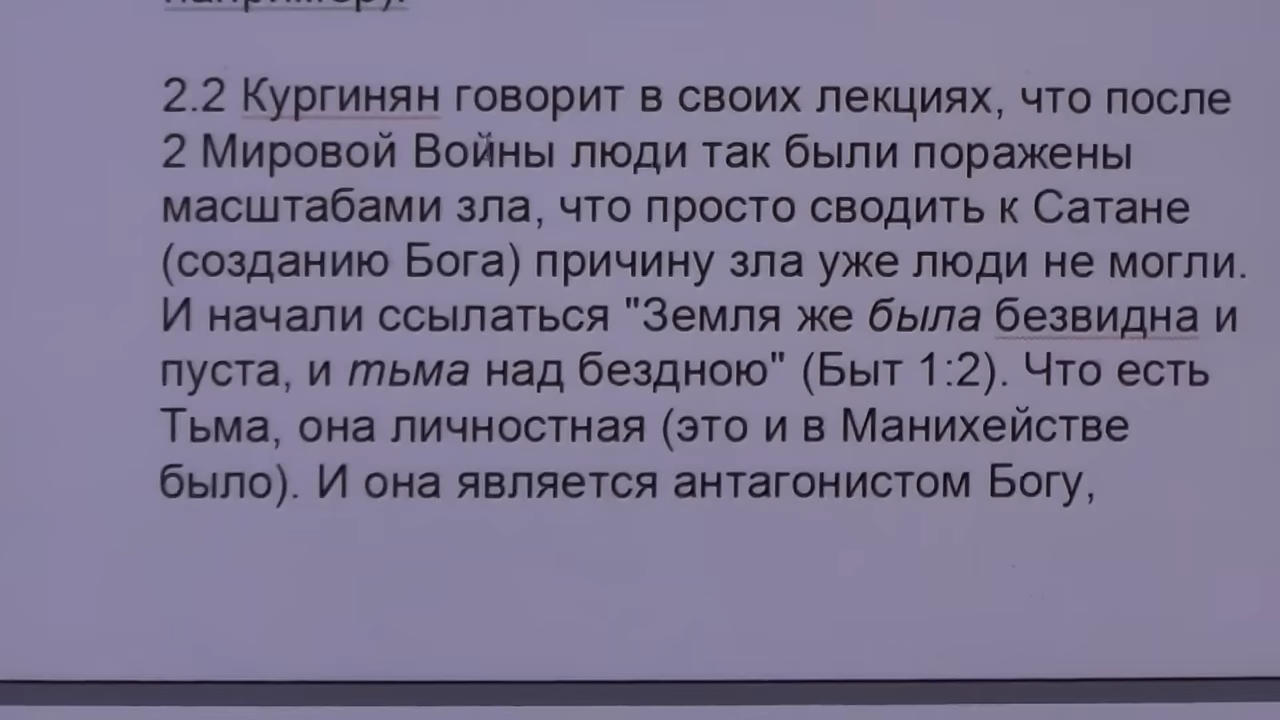 например).
2.2 Кургинян говорит в своих лекциях, что после
2 Мировой Войны люди так были поражены
масштабами зла, что просто сводить к Сатане
(созданию Бога) причину зла уже люди не могли.
И начали ссылаться "Земля же была безвидна и
пуста, и тьма над бездною" (Быт 1:2). Что есть
Тьма, она личностная (это и в Манихействе
было). И она является антагонистом Богу,